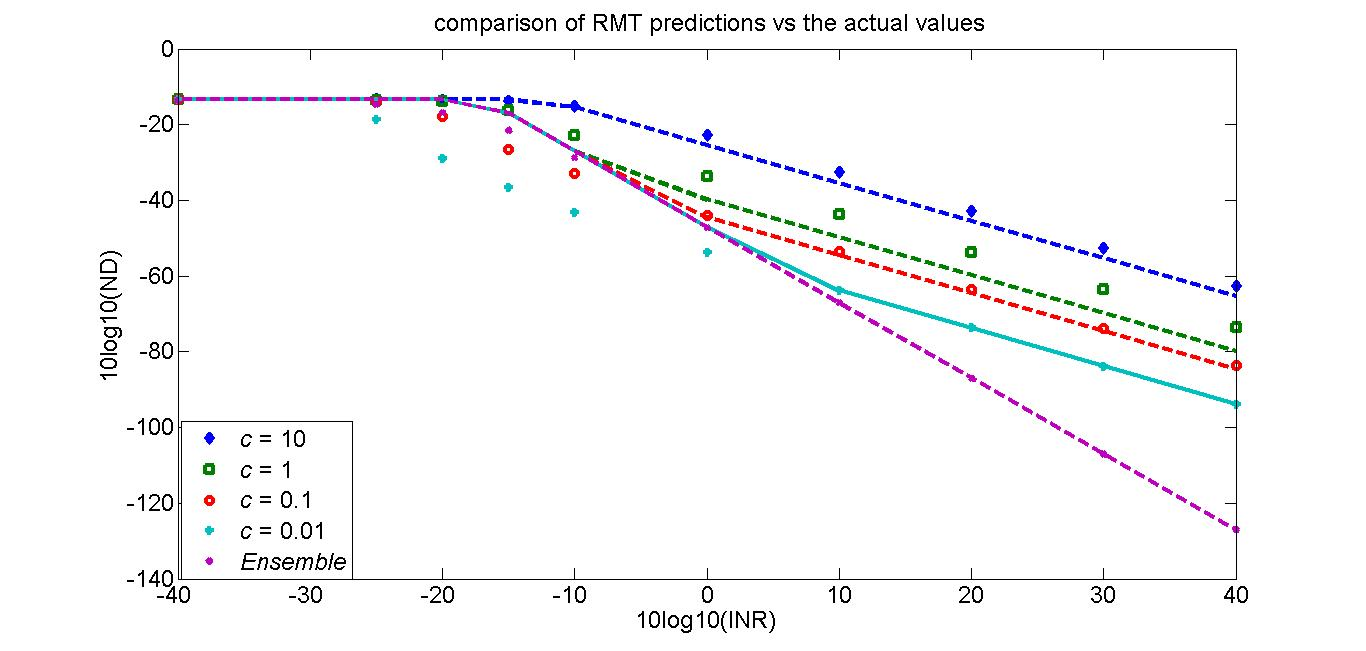 comparison of RMT predictions vs the actual values
0
-20
-40
-60
-80
-100
-120
-140
10log10(ND)
c = 10
c = 1
c = 0.1
c = 0.01
Ensemble
-40 -30 -20 -10 0 10 20 30 40
10log10(INR)